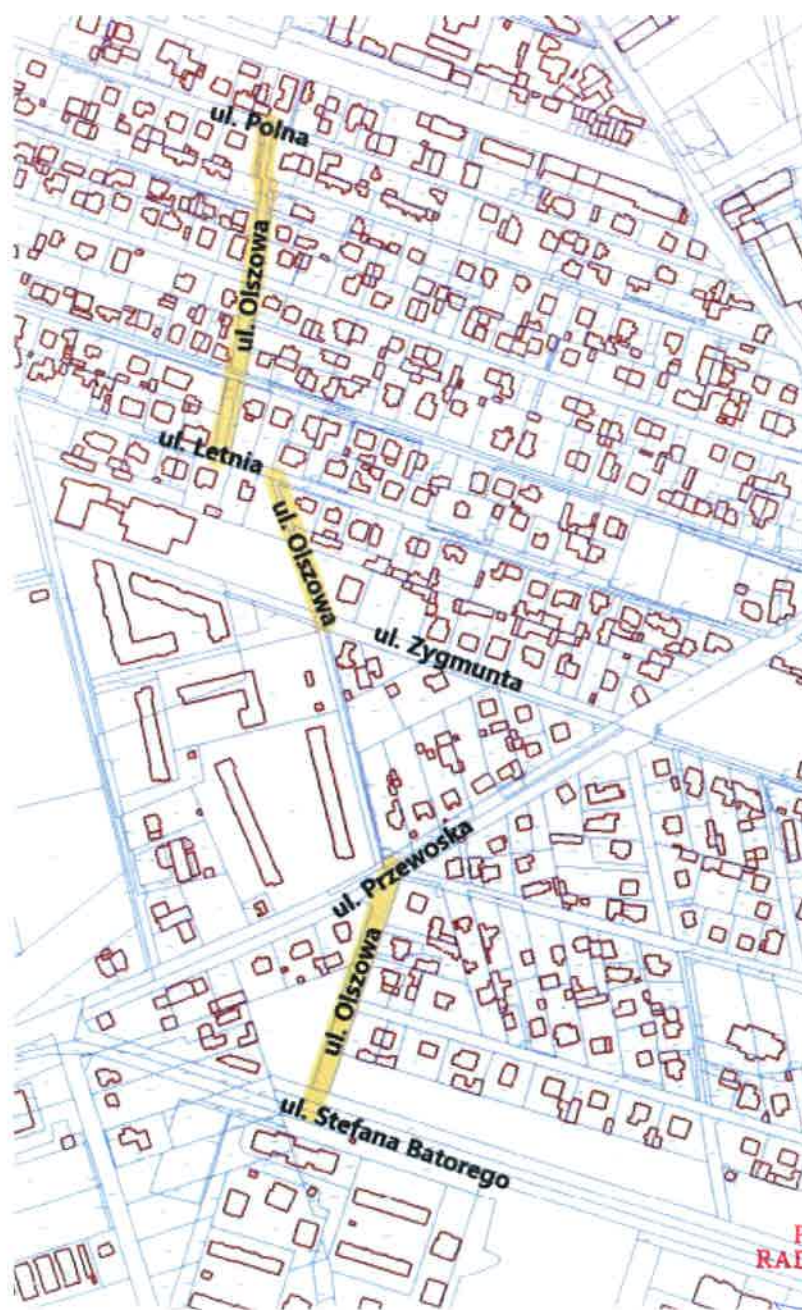 ul. Polna
ul. Olszowa
ul. Letnia
ul. Olszowa
ul. Zygmunta
ul. Przewoska
ul. Olszowa
ul. Stefana Batorego